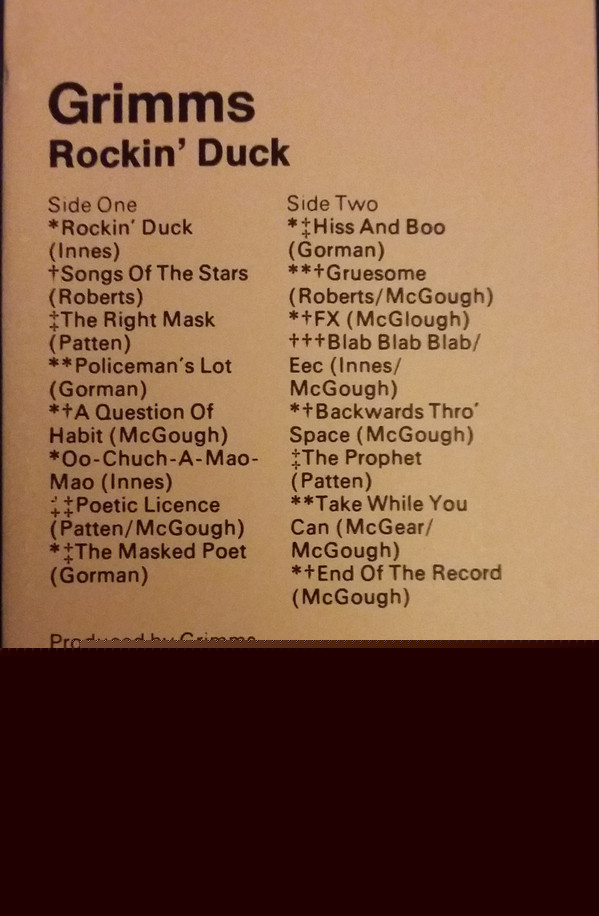 Grimms
Rockin' Duck
Side One
*Rockin' Duck
(Innes)
†Songs Of The Stars
(Roberts)
‡The Right Mask
(Patten)
**Policeman's Lot
(Gorman)
*†A Question Of
Habit (McGough)
*Oo-Chuch-A-Mao-
Mao (Innes)
‡‡Poetic Licence
(Patten/McGough)
*‡The Masked Poet
(Gorman)
Side Two
*‡Hiss And Boo
(Gorman)
**†Gruesome
(Roberts/McGough)
*†FX (McGlough)
†††Blab Blab Blab/
Eec (Innes/
McGough)
*†Backwards Thro'
Space (McGough)
‡The Prophet
(Patten)
**Take While You
Can (McGear/
McGough)
*†End Of The Record
(McGough)
Produced by Grimms